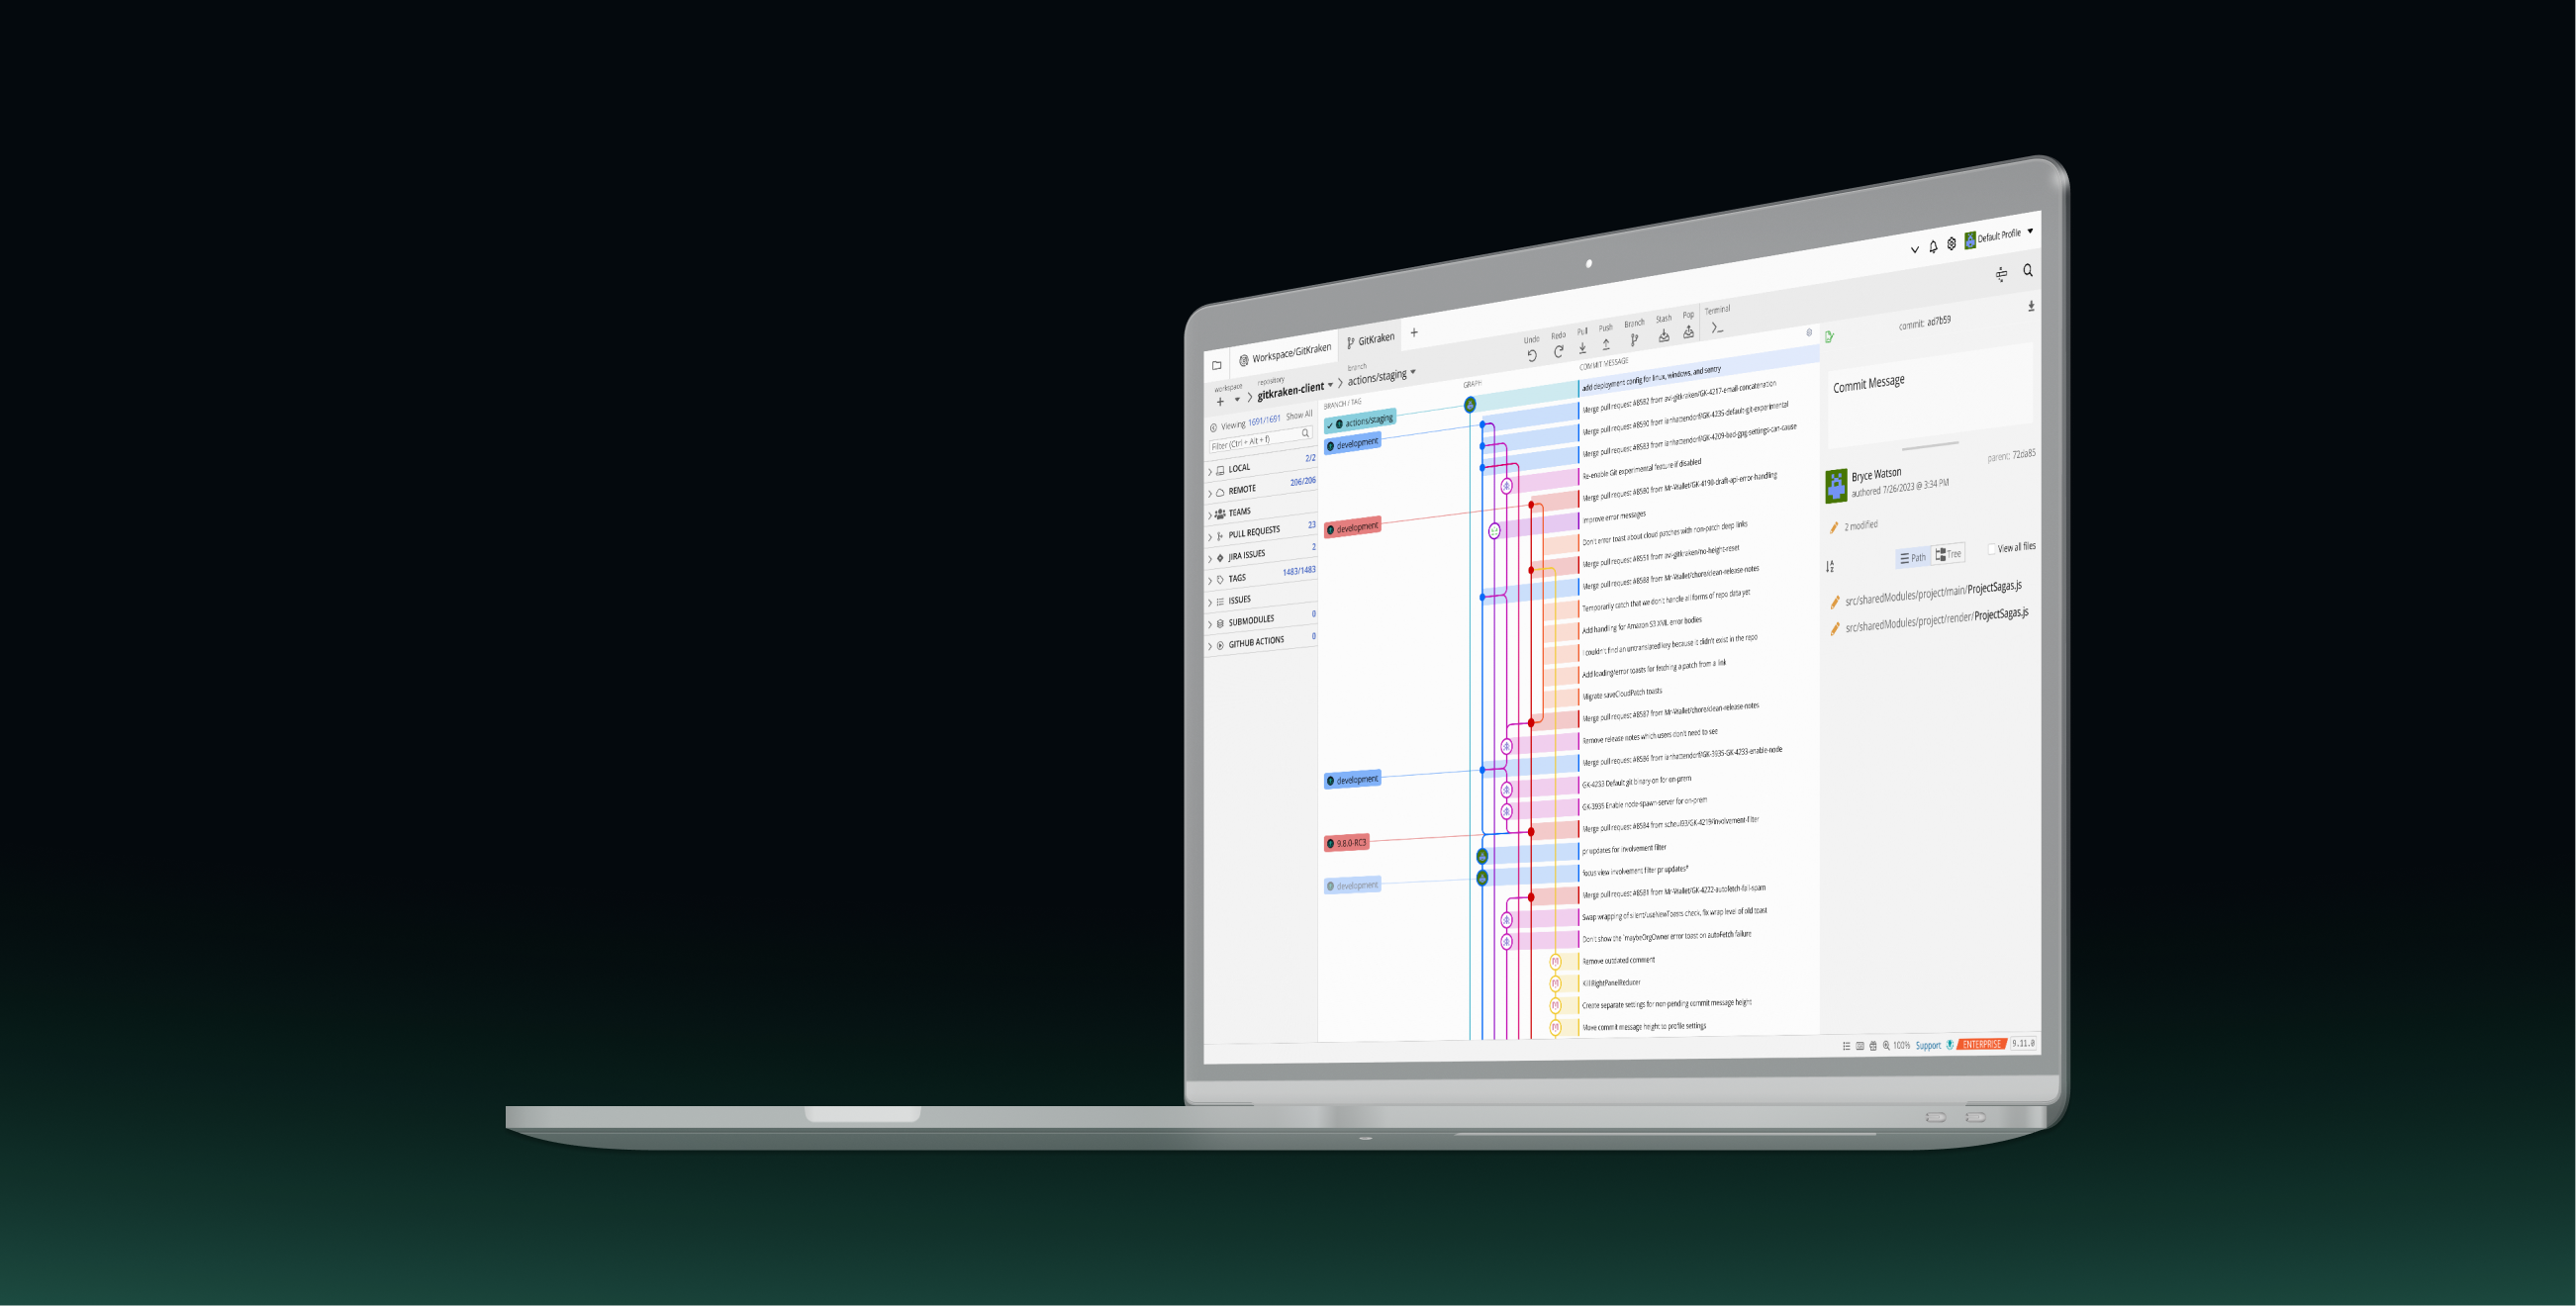 Default Profile
Workspace/GitKraken
GitKraken
workspace
repository
gitkraken-client
branch
actions/staging
Undo
Redo
Pull
Push
Branch
Stash
Pop
Terminal
Viewing 1691/1691 Show All
Filter (Ctrl + Alt + f)
LOCAL 2/2
REMOTE 206/206
TEAMS
PULL REQUESTS 23
JIRA ISSUES 2
TAGS 1483/1483
ISSUES
SUBMODULES 0
GITHUB ACTIONS 0
BRANCH / TAG
GRAPH
COMMIT MESSAGE
actions/staging
development
development
development
9.8.0-RC3
development
add deployment config for linux, windows, and sentry
Merge pull request #8582 from avi-gitkraken/GK-4217-email-concatenation
Merge pull request #8590 from ianhattendorf/GK-4235-default-git-experimental
Merge pull request #8563 from ianhattendorf/GK-4209-bad-gpg-settings-can-cause
Re-enable Git experimental feature if disabled
Merge pull request #8580 from Mr-Wallet/GK-4198-draft-api-error-handling
Improve error messages
Don't error toast about cloud patches with non-patch deep links
Merge pull request #8551 from avi-gitkraken/no-height-reset
Merge pull request #8588 from Mr-Wallet/chore/clean-release-notes
Temporarily catch that we don't handle all forms of repo data yet
Add handling for Amazon S3 XML error bodies
I couldn't find an untranslated key because it didn't exist in the repo
Add loading/error toasts for fetching a patch from a link
Migrate saveCloudPatch toasts
Merge pull request #8587 from Mr-Wallet/chore/clean-release-notes
Remove release notes which users don't need to see
Merge pull request #8586 from ianhattendorf/GK-3935-GK-4233-enable-node
GK-4233 Default git binary on for on-prem
GK-3935 Enable node-spawn-server for on-prem
Merge pull request #8584 from scheul93/GK-4219/involvement-filter
pr updates for involvement filter
focus view involvement filter pr updates*
Merge pull request #8581 from Mr-Wallet/GK-4222-autofetch-fail-spam
Swap wrapping of silent/useNewToasts check, fix wrap level of old toast
Don't show the `maybeOrgOwner error toast on autoFetch failure
Remove outdated comment
Kill RightPanelReducer
Create separate settings for non-pending commit message height
Move commit message height to profile settings
commit: ad7b59
Commit Message
Bryce Watson
authored 7/26/2023 @ 3:34 PM
parent: 72da85
2 modified
Path
Tree
View all files
src/sharedModules/project/main/ProjectSagas.js
src/sharedModules/project/render/ProjectSagas.js
100%
Support
ENTERPRISE
9.11.0